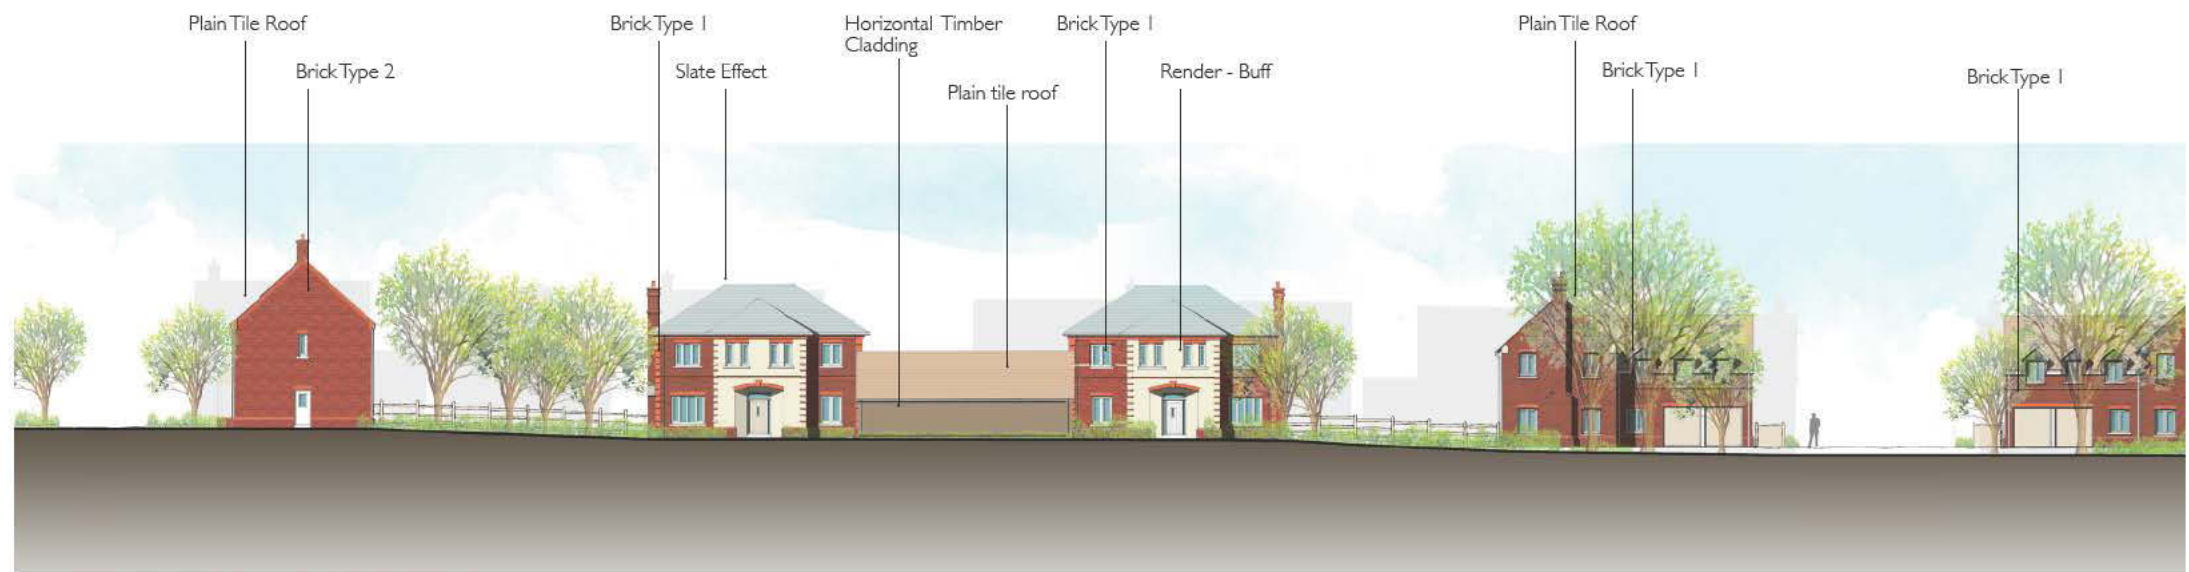 Plain Tile Roof
Brick Type 2
Brick Type 1
Slate Effect
Horizontal Timber
Cladding
Plain tile roof
Brick Type 1
Render - Buff
Plain Tile Roof
Brick Type 1
Brick Type 1